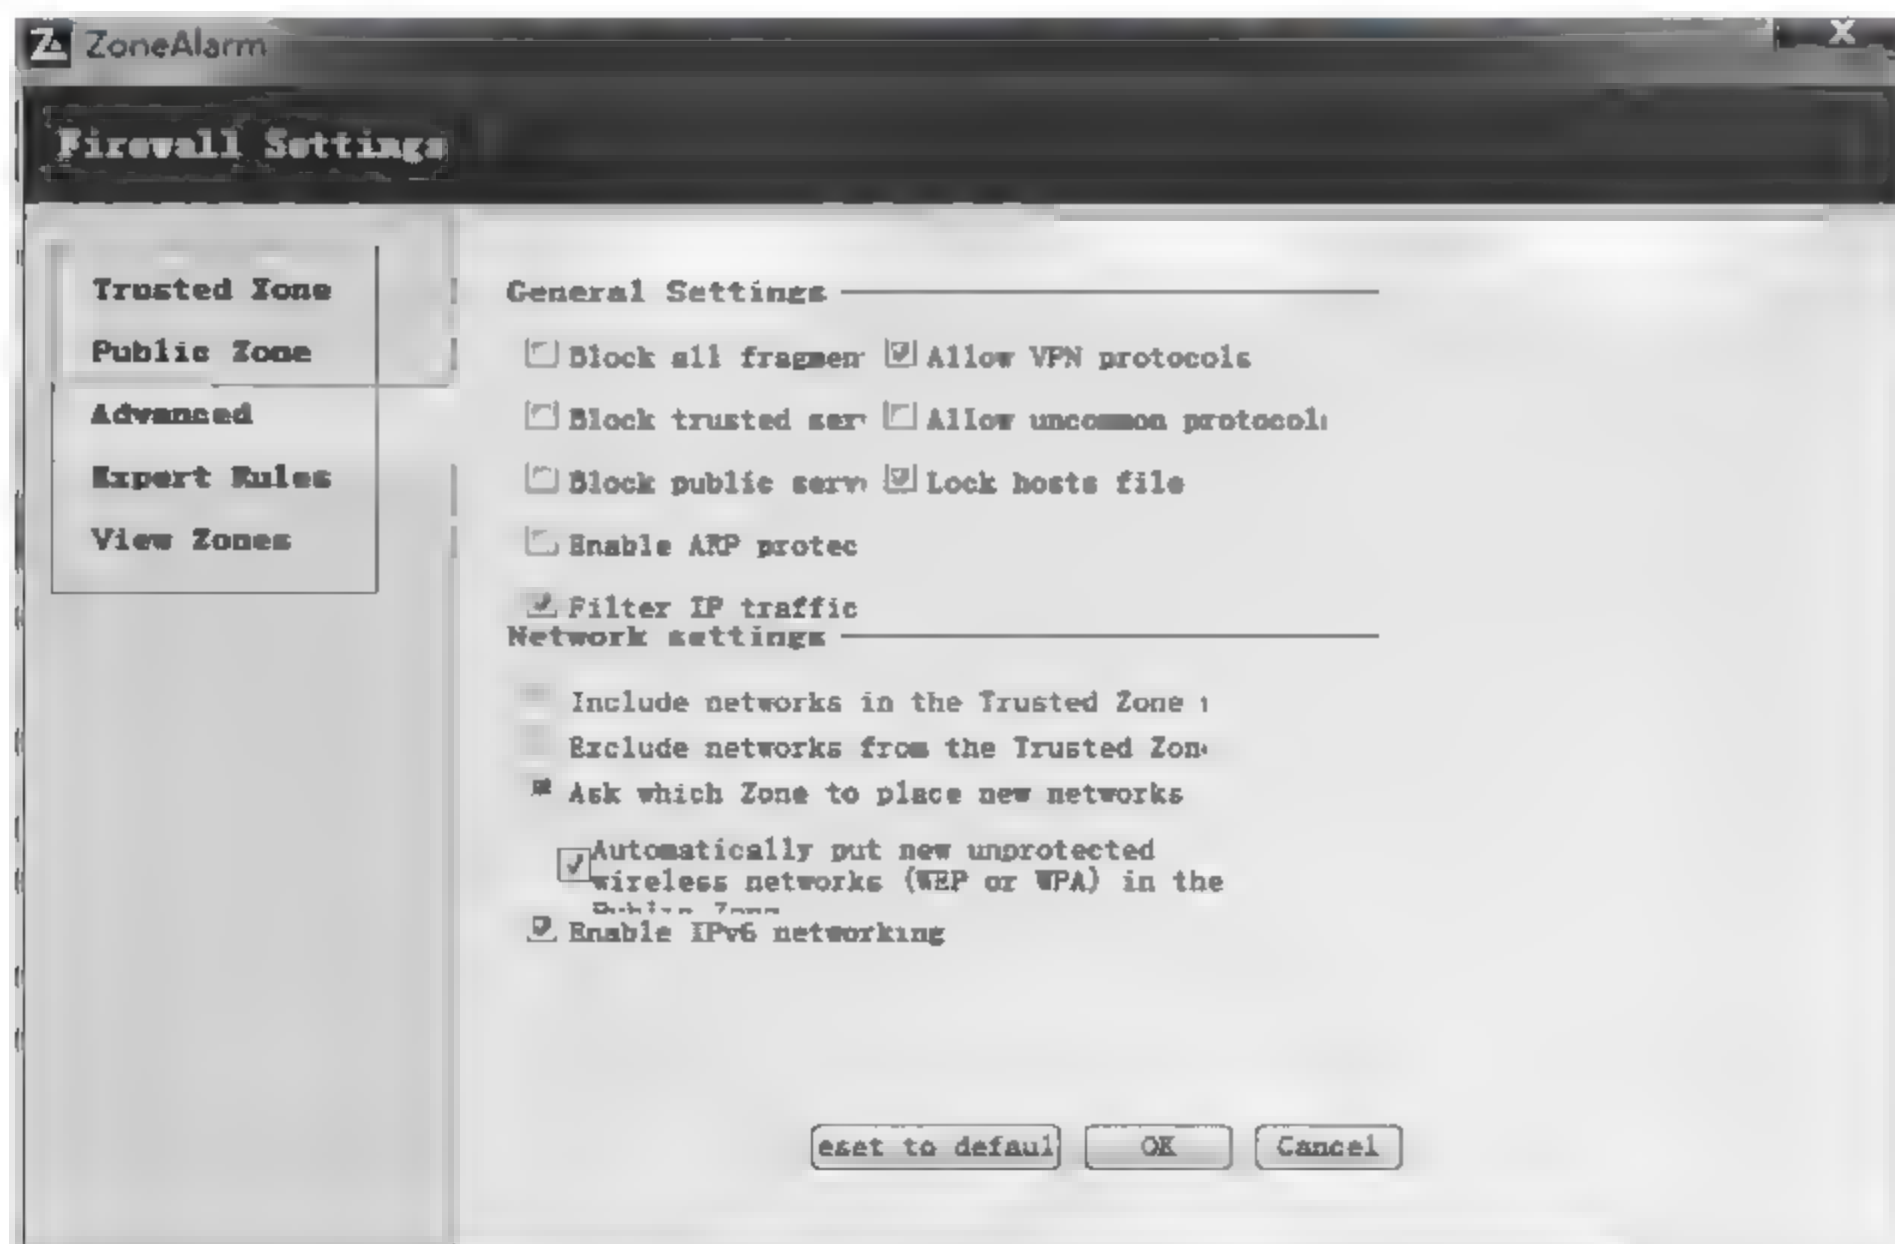 ZoneAlarm
X
Firewall Settings
Trusted Zone
Public Zone
Advanced
Expert Rules
View Zones
General Settings
Block all fragmen
Allow VPN protocols
Block trusted ser
Allow uncommon protocol
Block public serv
Lock hosts file
Enable ARP protec
Filter IP traffic
Network settings
Include networks in the Trusted Zone
Exclude networks from the Trusted Zon
Ask which Zone to place new networks
Automatically put new unprotected
wireless networks (WEP or WPA) in the
Public Zone
Enable IPv6 networking
eset to defaul
OK
Cancel